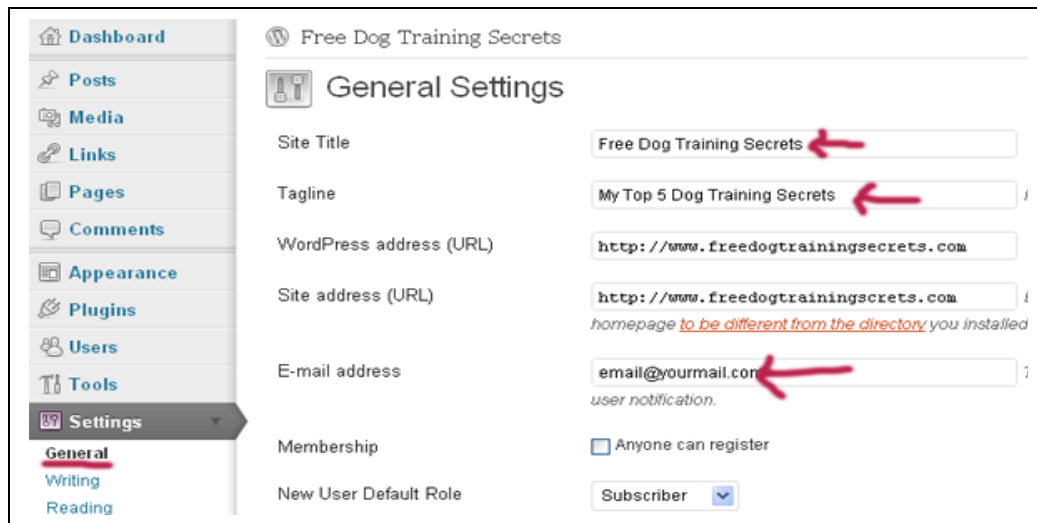 Dashboard
Posts
Media
Links
Pages
Comments
Appearance
Plugins
Users
Tools
Settings
General
Writing
Reading
Free Dog Training Secrets
General Settings
Site Title
Free Dog Training Secrets
Tagline
My Top 5 Dog Training Secrets
WordPress address (URL)
http://www.freedogtrainingsecrets.com
Site address (URL)
http://www.freedogtrainingscrets.com
homepage to be different from the directory you installed
E-mail address
email@yourmail.com
user notification.
Membership
Anyone can register
New User Default Role
Subscriber